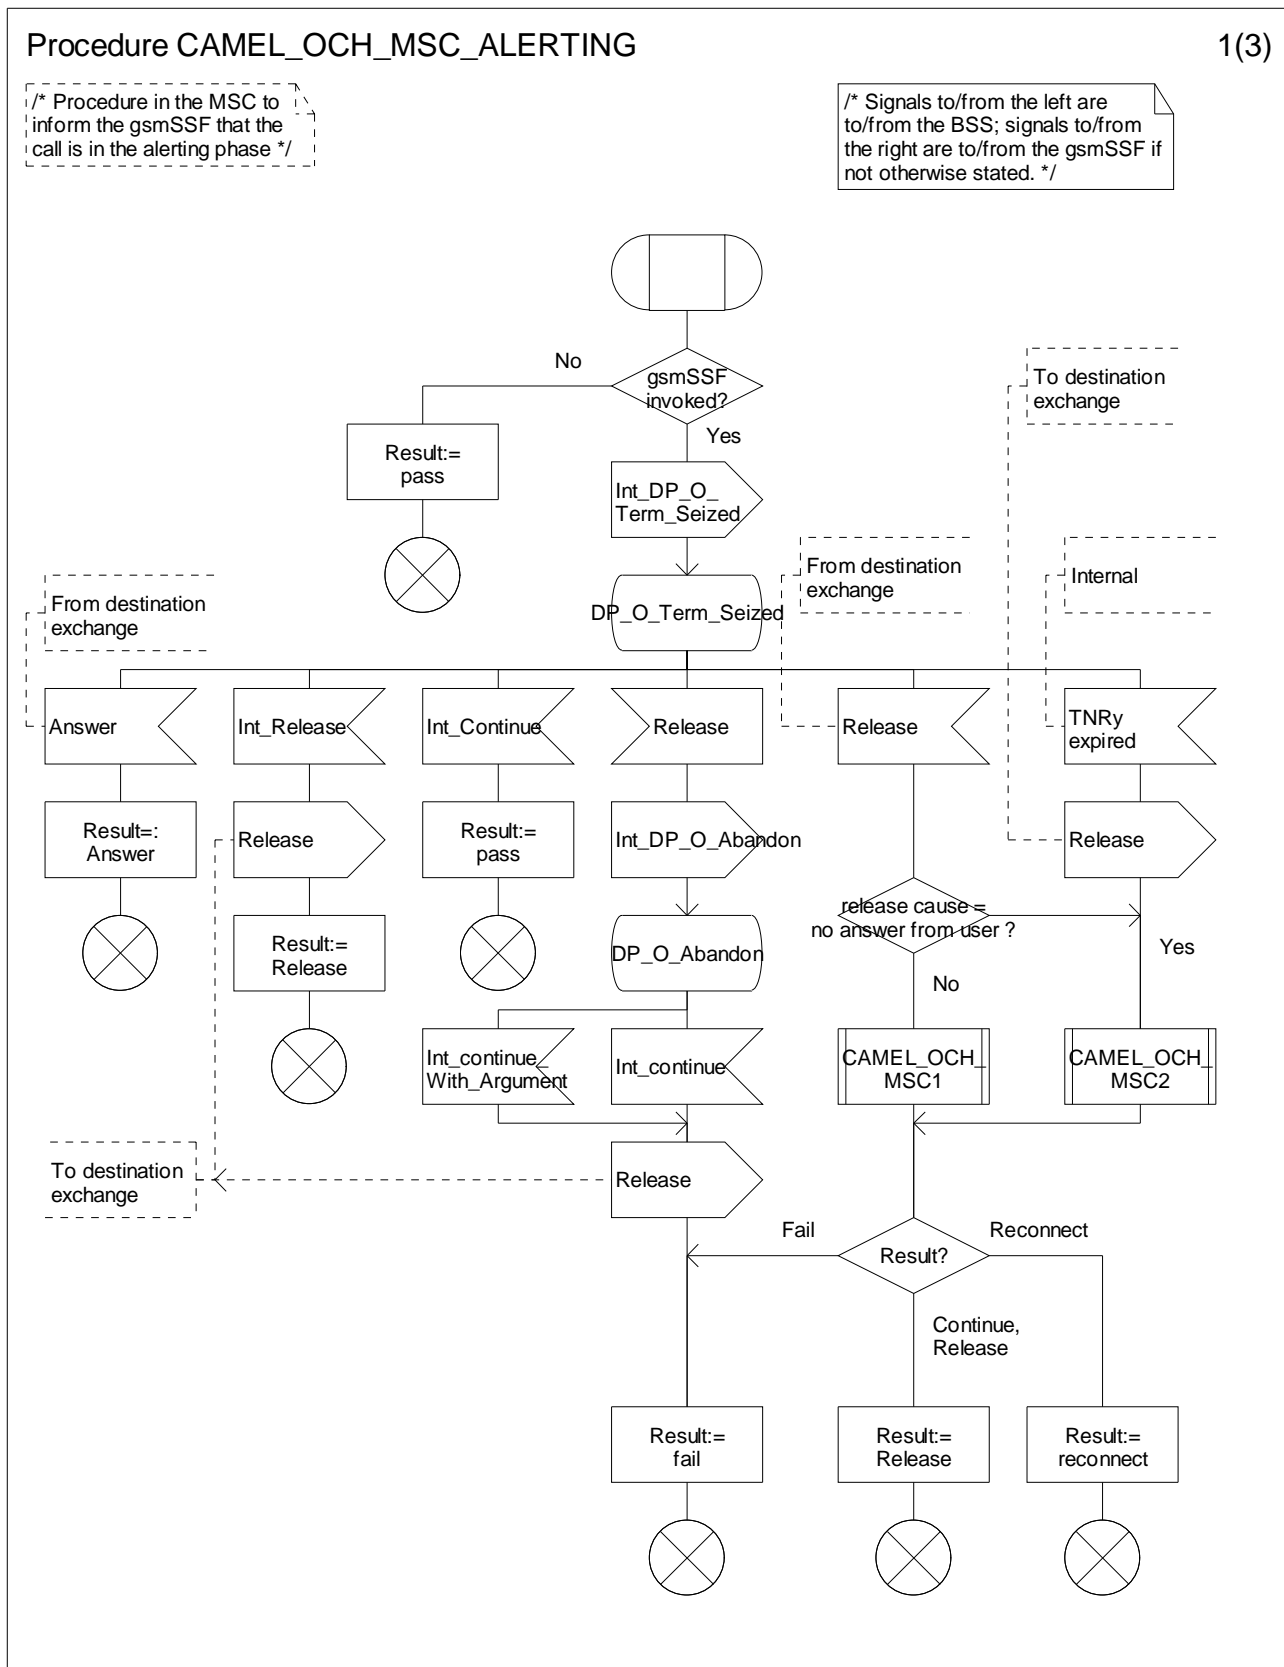 Procedure CAMEL_OCH_MSC_ALERTING
1(3)
/* Procedure in the MSC to
inform the gsmSSF that the
call is in the alerting phase */
/* Signals to/from the left are
to/from the BSS; signals to/from
the right are to/from the gsmSSF if
not otherwise stated. */
No
gsmSSF
invoked?
To destination
exchange
Yes
Result:=
pass
Int_DP_O_
Term_Seized
From destination
exchange
Internal
From destination
exchange
DP_O_Term_Seized
Answer
Int_Release
Int_Continue
Release
Release
TNRy
expired
Result=:
Answer
Release
Result:=
pass
Int_DP_O_Abandon
Release
release cause =
no answer from user ?
Result:=
Release
DP_O_Abandon
Yes
No
Int_continue_
With_Argument
Int_continue
CAMEL_OCH_
MSC1
CAMEL_OCH_
MSC2
To destination
exchange
Release
Fail
Reconnect
Result?
Continue,
Release
Result:=
fail
Result:=
Release
Result:=
reconnect